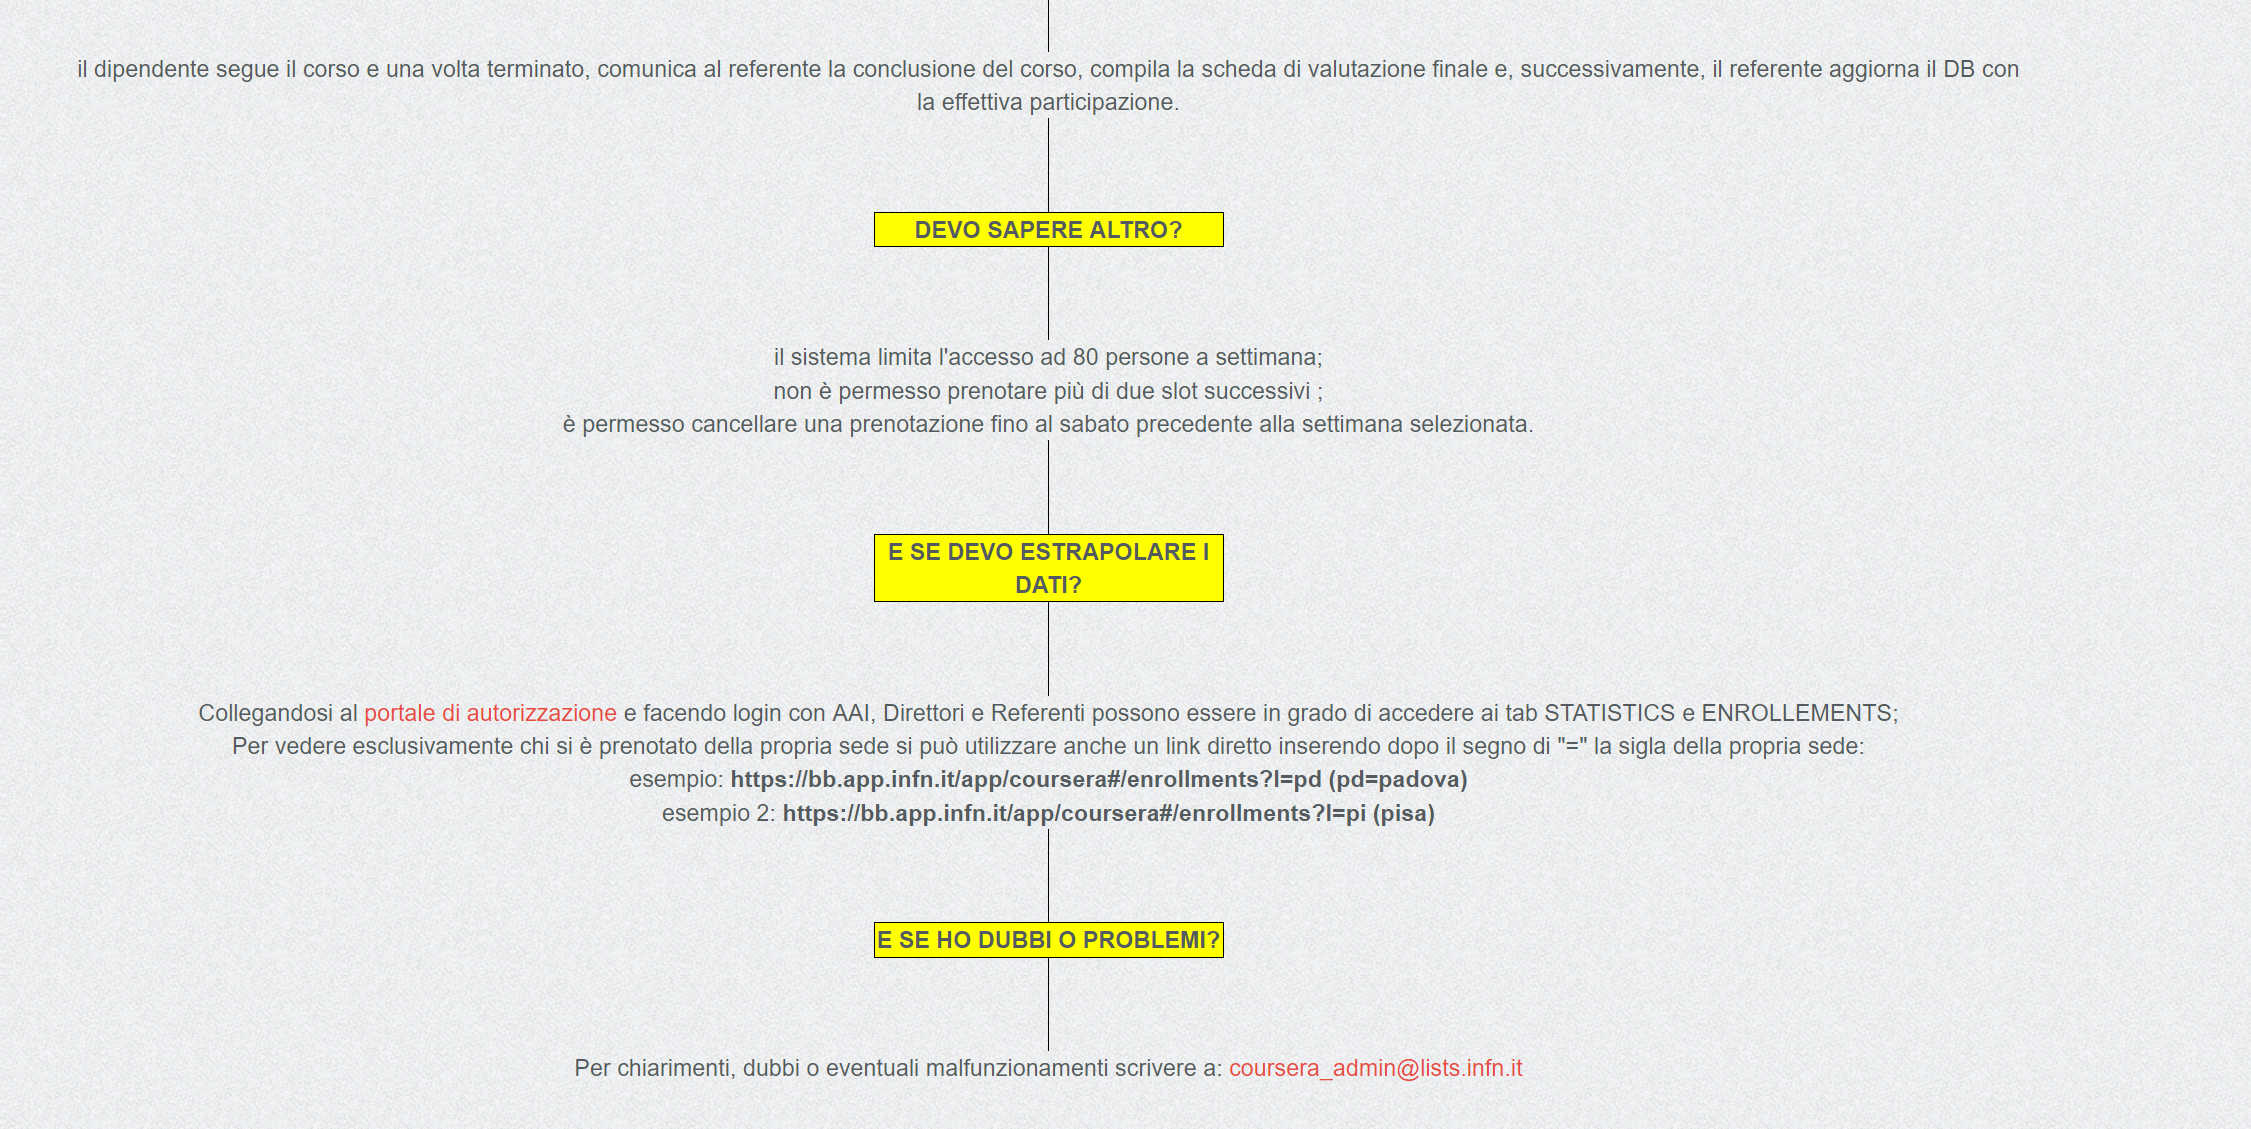 il dipendente segue il corso e una volta terminato, comunica al referente la conclusione del corso, compila la scheda di valutazione finale e, successivamente, il referente aggiorna il DB con
la effettiva participazione.
DEVO SAPERE ALTRO?
il sistema limita l'accesso ad 80 persone a settimana;
non è permesso prenotare più di due slot successivi ;
è permesso cancellare una prenotazione fino al sabato precedente alla settimana selezionata.
E SE DEVO ESTRAPOLARE I
DATI?
Collegandosi al portale di autorizzazione e facendo login con AAI, Direttori e Referenti possono essere in grado di accedere ai tab STATISTICS e ENROLLEMENTS;
Per vedere esclusivamente chi si è prenotato della propria sede si può utilizzare anche un link diretto inserendo dopo il segno di "=" la sigla della propria sede:
esempio: https://bb.app.infn.it/app/coursera#/enrollments?l=pd (pd=padova)
esempio 2: https://bb.app.infn.it/app/coursera#/enrollments?l=pi (pisa)
E SE HO DUBBI O PROBLEMI?
Per chiarimenti, dubbi o eventuali malfunzionamenti scrivere a: coursera_admin@lists.infn.it